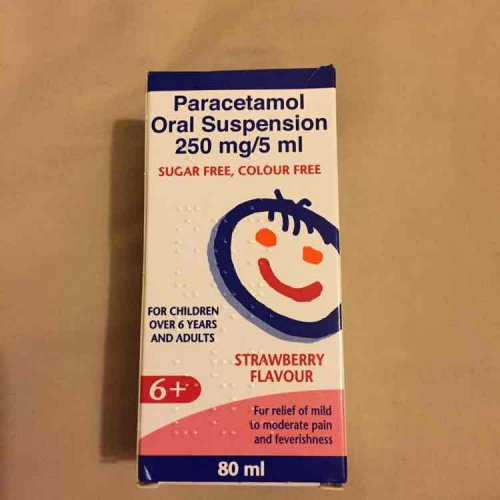 Paracetamol
Oral Suspension
250 mg/5 ml
SUGAR FREE, COLOUR FREE
FOR CHILDREN
OVER 6 YEARS
AND ADULTS
STRAWBERRY
FLAVOUR
6+
For relief of mild
to moderate pain
and feverishness
80 ml